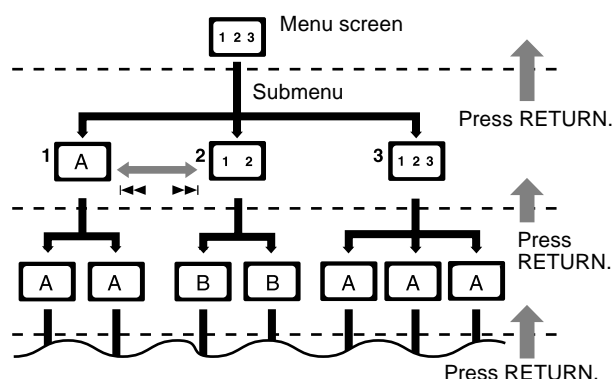 1 2 3 Menu screen
Submenu
Press RETURN.
1 A 2 1 2 3 1 2 3
Press
RETURN.
A A B B A A A
Press RETURN.